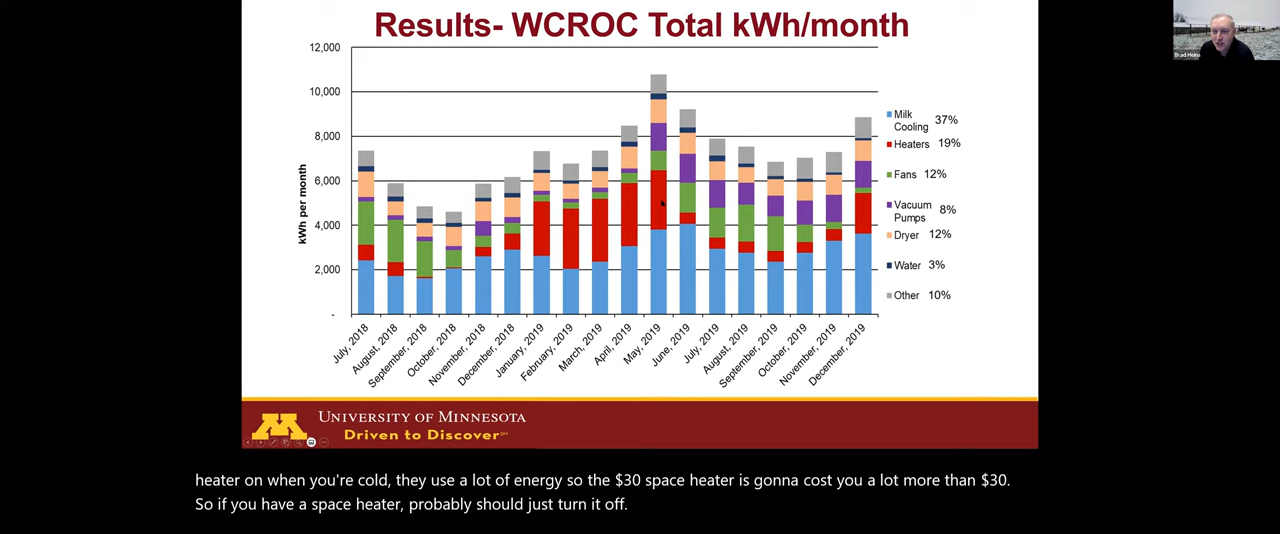 Results- WCROC Total kWh/month
Brad Heins
12,000
10,000
8,000
6,000
4,000
2,000
-
kWh per month
July, 2018
August, 2018
September, 2018
October, 2018
November, 2018
December, 2018
January, 2019
February, 2019
March, 2019
April, 2019
May, 2019
June, 2019
July, 2019
August, 2019
September, 2019
October, 2019
November, 2019
December, 2019
Milk Cooling 37%
Heaters 19%
Fans 12%
Vacuum Pumps 8%
Dryer 12%
Water 3%
Other 10%
M
UNIVERSITY OF MINNESOTA
Driven to Discover℠
heater on when you're cold, they use a lot of energy so the $30 space heater is gonna cost you a lot more than $30.
So if you have a space heater, probably should just turn it off.